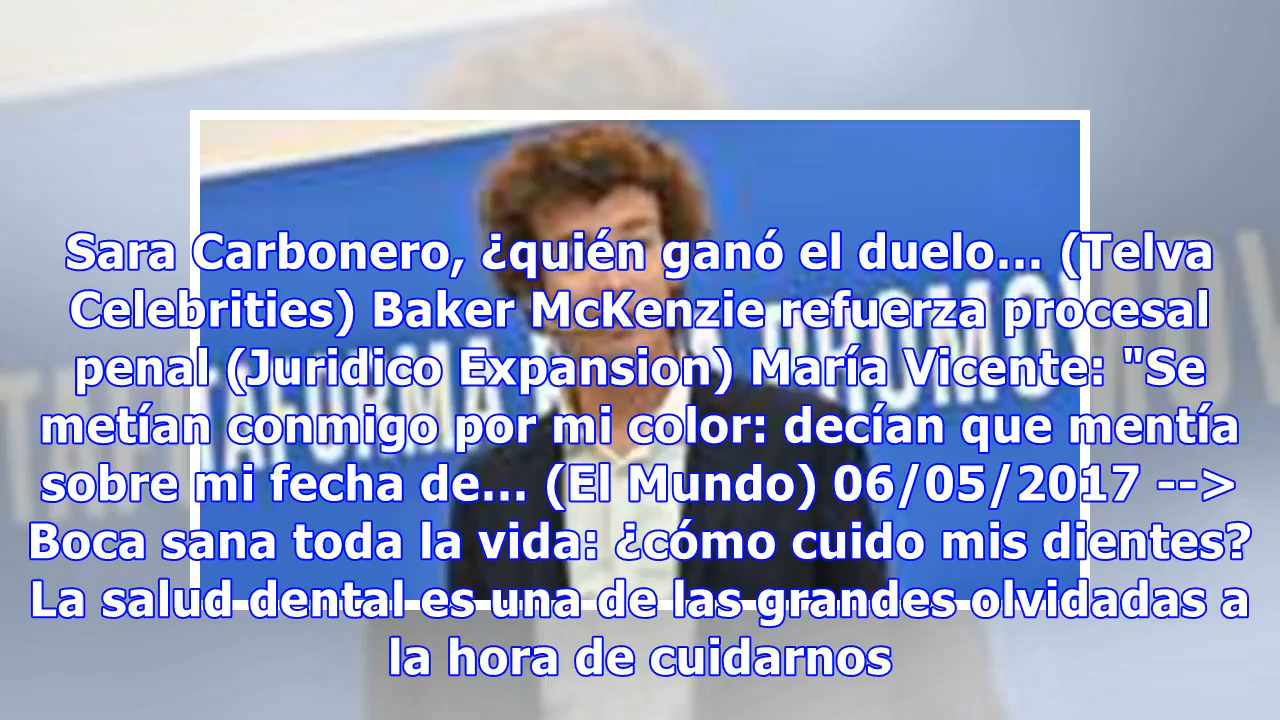 Sara Carbonero, ¿quién ganó el duelo... (Telva
Celebrities) Baker McKenzie refuerza procesal
penal (Juridico Expansion) María Vicente: "Se
metían conmigo por mi color: decían que mentía
sobre mi fecha de... (El Mundo) 06/05/2017 -->
Boca sana toda la vida: ¿cómo cuido mis dientes?
La salud dental es una de las grandes olvidadas a
la hora de cuidarnos